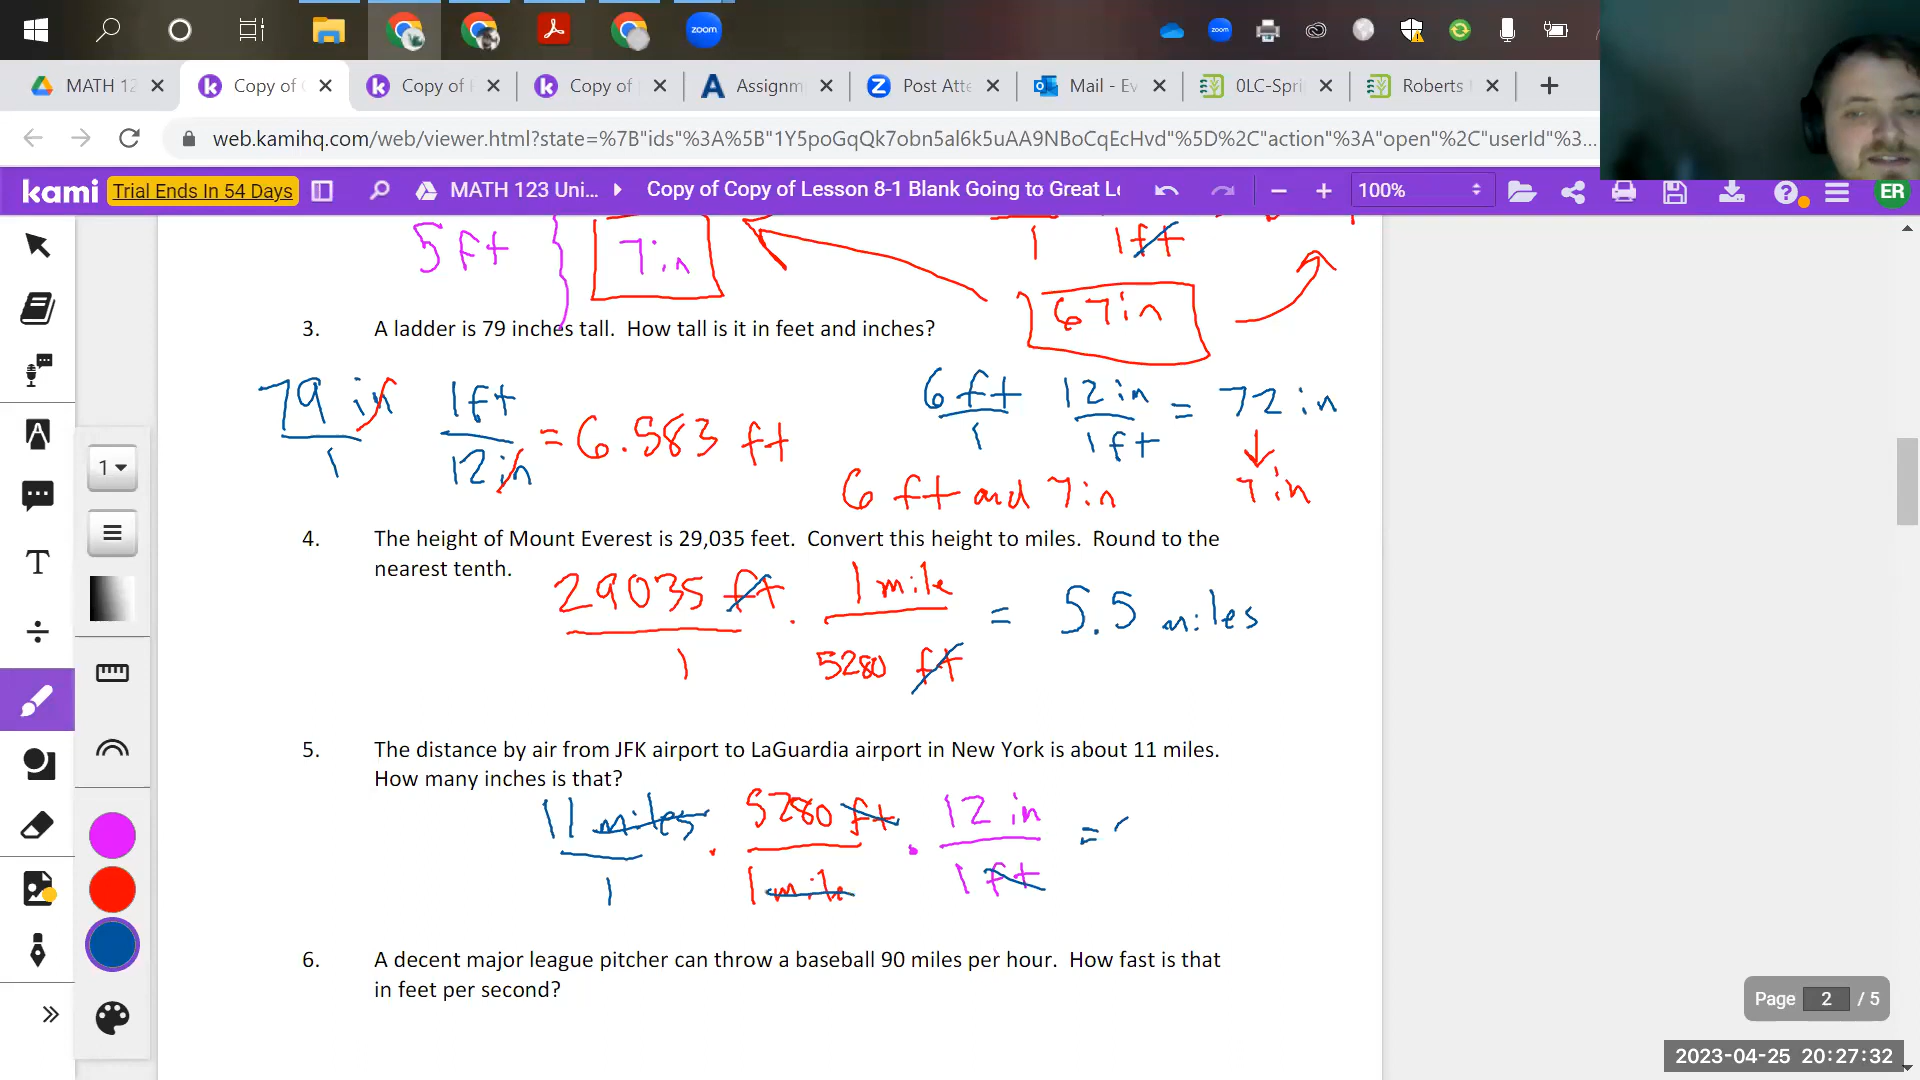 zoom
MATH 12
Copy of
Copy of
Copy of
Assignm
Post Atte
Mail - Ev
0LC-Spri
Roberts
web.kamihq.com/web/viewer.html?state=%7B"ids"%3A%5B"1Y5poGqQk7obn5al6k5uAA9NBoCqEcHvd"%5D%2C"action"%3A"open"%2C"userId"%3...
kami Trial Ends In 54 Days MATH 123 Uni... Copy of Copy of Lesson 8-1 Blank Going to Great Le 100% ER
5 ft 7 in 1 1 ft
67 in
3. A ladder is 79 inches tall. How tall is it in feet and inches?
79 in 1 ft 6 ft 12 in = 72 in
1 12 in = 6.583 ft 1 1 ft
6 ft and 7 in 7 in
4. The height of Mount Everest is 29,035 feet. Convert this height to miles. Round to the
nearest tenth.
29035 ft . 1 mile = 5.5 miles
1 5280 ft
5. The distance by air from JFK airport to LaGuardia airport in New York is about 11 miles.
How many inches is that?
11 miles . 5280 ft . 12 in =
1 1 mile 1 ft
6. A decent major league pitcher can throw a baseball 90 miles per hour. How fast is that
in feet per second?
1
T
Page 2 / 5
2023-04-25 20:27:32